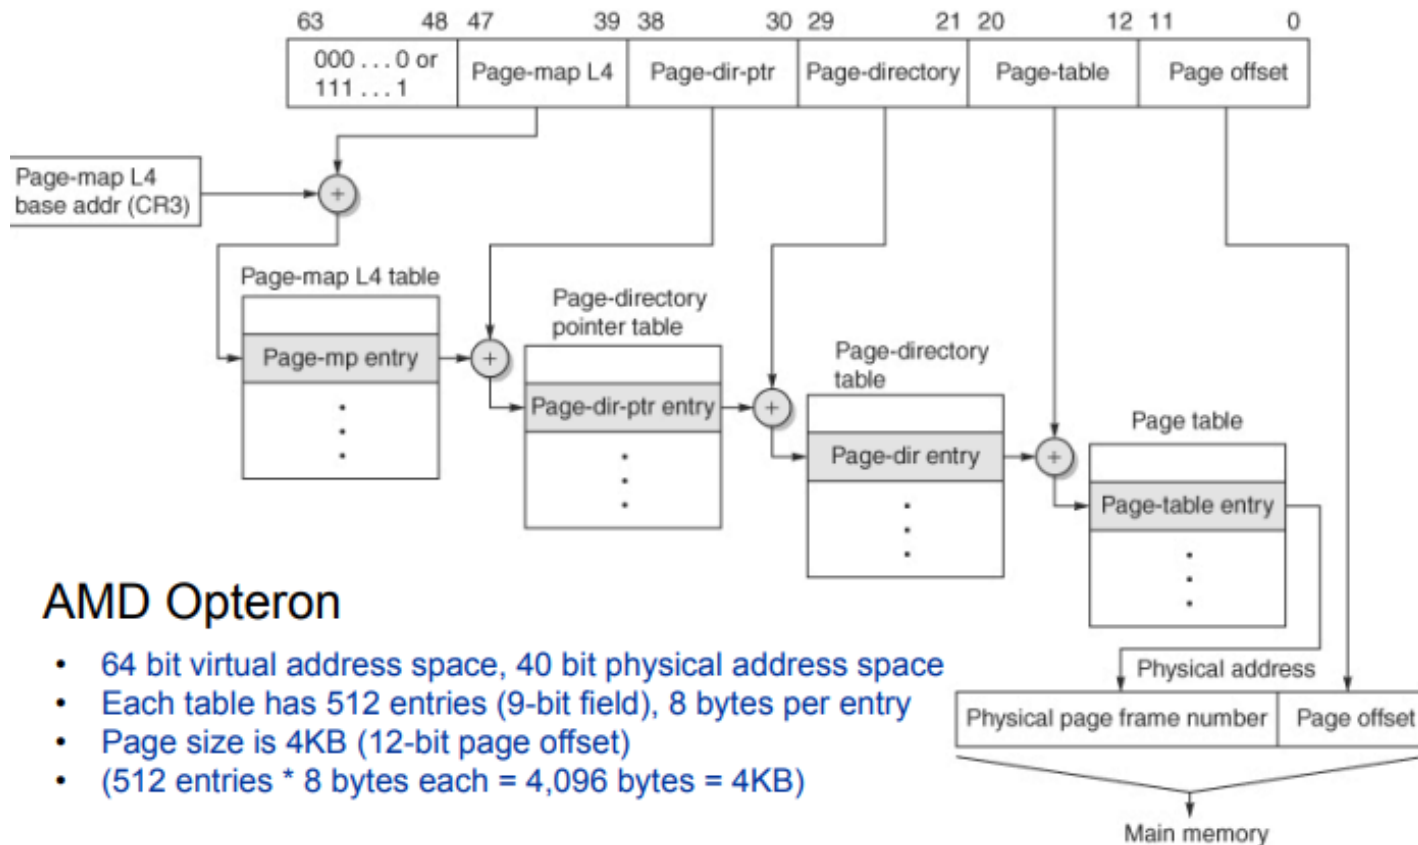 63 48 47 39 38 30 29 21 20 12 11 0
000 . . . 0 or
111 . . . 1
Page-map L4
Page-dir-ptr
Page-directory
Page-table
Page offset
Page-map L4
base addr (CR3)
+
Page-map L4 table
Page-mp entry
+
Page-directory
pointer table
Page-dir-ptr entry
+
Page-directory
table
Page-dir entry
+
Page table
Page-table entry
AMD Opteron
• 64 bit virtual address space, 40 bit physical address space
• Each table has 512 entries (9-bit field), 8 bytes per entry
• Page size is 4KB (12-bit page offset)
• (512 entries * 8 bytes each = 4,096 bytes = 4KB)
Physical address
Physical page frame number
Page offset
Main memory